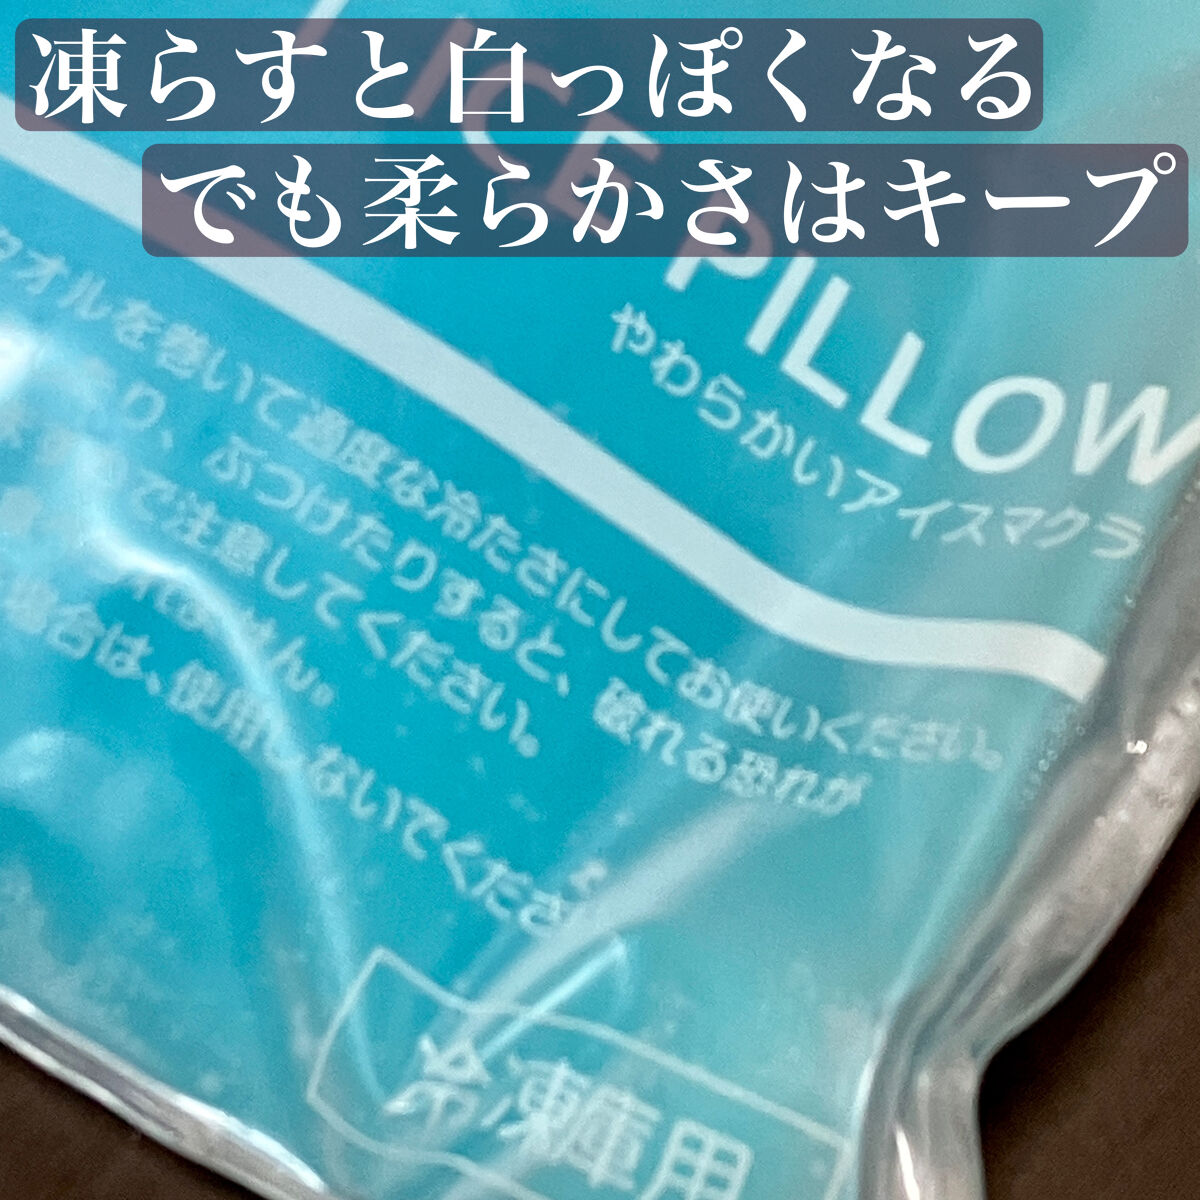 凍らすと白っぽくなる
でも柔らかさはキープ
ICE
PILLOW
やわらかいアイスマクラ
タオルを巻いて適度な冷たさにしてお使いください。
り、ぶつけたりすると、破れる恐れが
ので注意してください。
ません。
場合は、使用しないでくださ
冷凍庫用